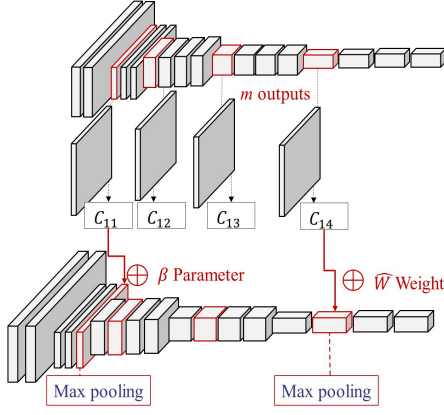 m outputs
C₁₁ C₁₂ C₁₃ C₁₄
⊕ β Parameter ⊕ Ŵ Weight
Max pooling Max pooling